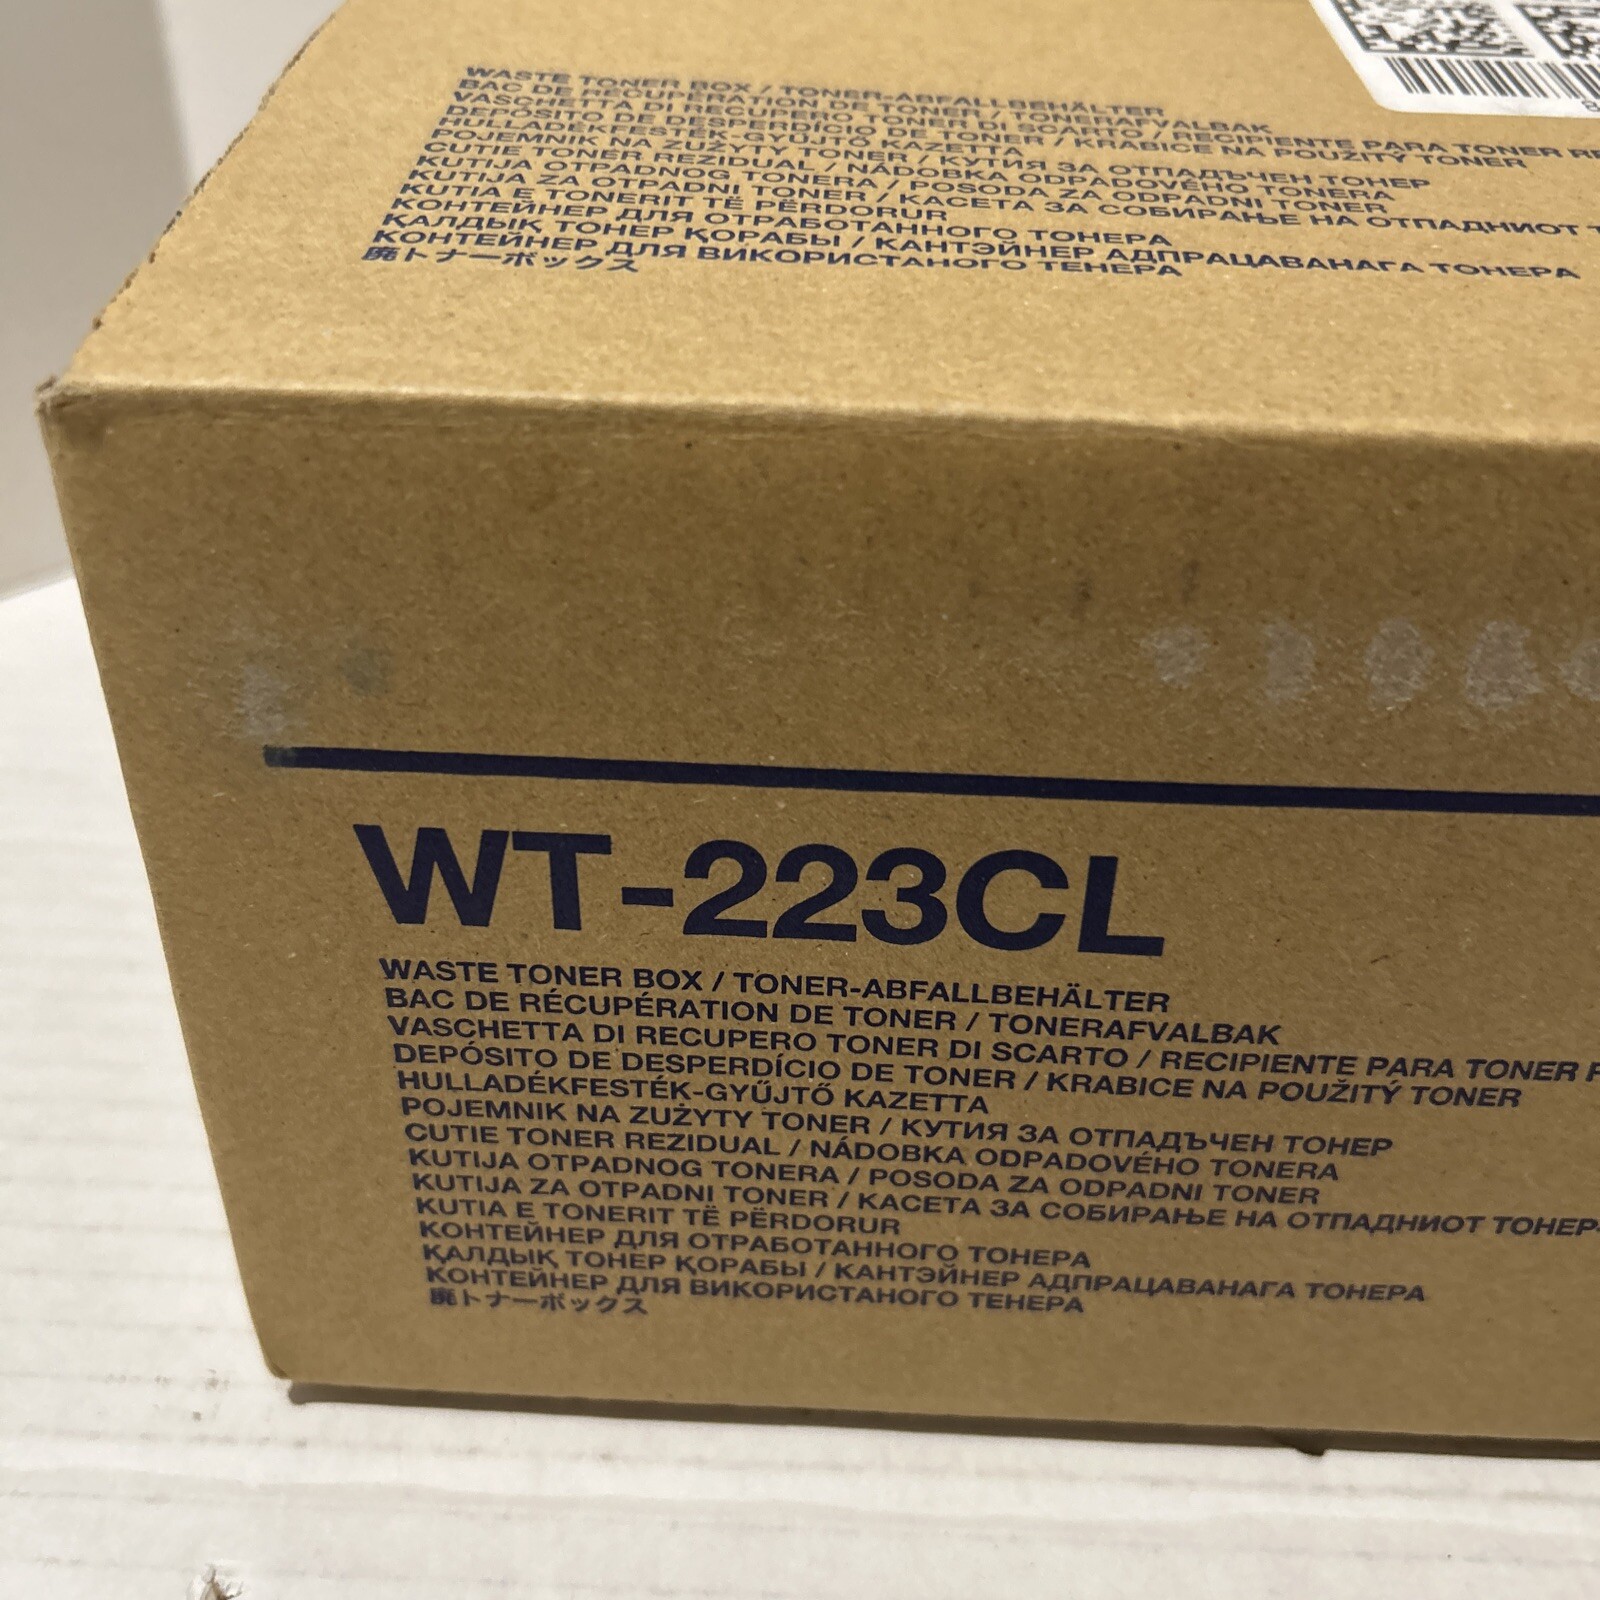 WASTE TONER BOX / TONER-ABFALLBEHÄLTER
BAC DE RÉCUPÉRATION DE TONER / TONERAFVALBAK
VASCHETTA DI RECUPERO TONER DI SCARTO / RECIPIENTE PARA TONER
DEPÓSITO DE DESPERDÍCIO DE TONER / KRABICE NA POUŽITÝ TONER
HULLADÉKFESTÉK-GYŰJTŐ KAZETTA
POJEMNIK NA ZUŻYTY TONER / КУТИЯ ЗА ОТПАДЪЧЕН ТОНЕР
CUTIE TONER REZIDUAL / NÁDOBKA ODPADOVÉHO TONERA
KUTIJA OTPADNOG TONERA / POSODA ZA ODPADNI TONER
KUTIJA ZA OTPADNI TONER / КАСЕТА ЗА СОБИРАЊЕ НА ОТПАДНИОТ
KUTIA E TONERIT TË PËRDORUR
КОНТЕЙНЕР ДЛЯ ОТРАБОТАННОГО ТОНЕРА
ҚАЛДЫҚ ТОНЕР ҚОРАБЫ / КАНТЭЙНЕР АДПРАЦАВАНАГА ТОНЕРА
КОНТЕЙНЕР ДЛЯ ВИКОРИСТАНОГО ТЕНЕРА
廃トナーボックス
WT-223CL
WASTE TONER BOX / TONER-ABFALLBEHÄLTER
BAC DE RÉCUPÉRATION DE TONER / TONERAFVALBAK
VASCHETTA DI RECUPERO TONER DI SCARTO / RECIPIENTE PARA TONER
DEPÓSITO DE DESPERDÍCIO DE TONER / KRABICE NA POUŽITÝ TONER
HULLADÉKFESTÉK-GYŰJTŐ KAZETTA
POJEMNIK NA ZUŻYTY TONER / КУТИЯ ЗА ОТПАДЪЧЕН ТОНЕР
CUTIE TONER REZIDUAL / NÁDOBKA ODPADOVÉHO TONERA
KUTIJA OTPADNOG TONERA / POSODA ZA ODPADNI TONER
KUTIJA ZA OTPADNI TONER / КАСЕТА ЗА СОБИРАЊЕ НА ОТПАДНИОТ ТОНЕР
KUTIA E TONERIT TË PËRDORUR
КОНТЕЙНЕР ДЛЯ ОТРАБОТАННОГО ТОНЕРА
ҚАЛДЫҚ ТОНЕР ҚОРАБЫ / КАНТЭЙНЕР АДПРАЦАВАНАГА ТОНЕРА
КОНТЕЙНЕР ДЛЯ ВИКОРИСТАНОГО ТЕНЕРА
廃トナーボックス